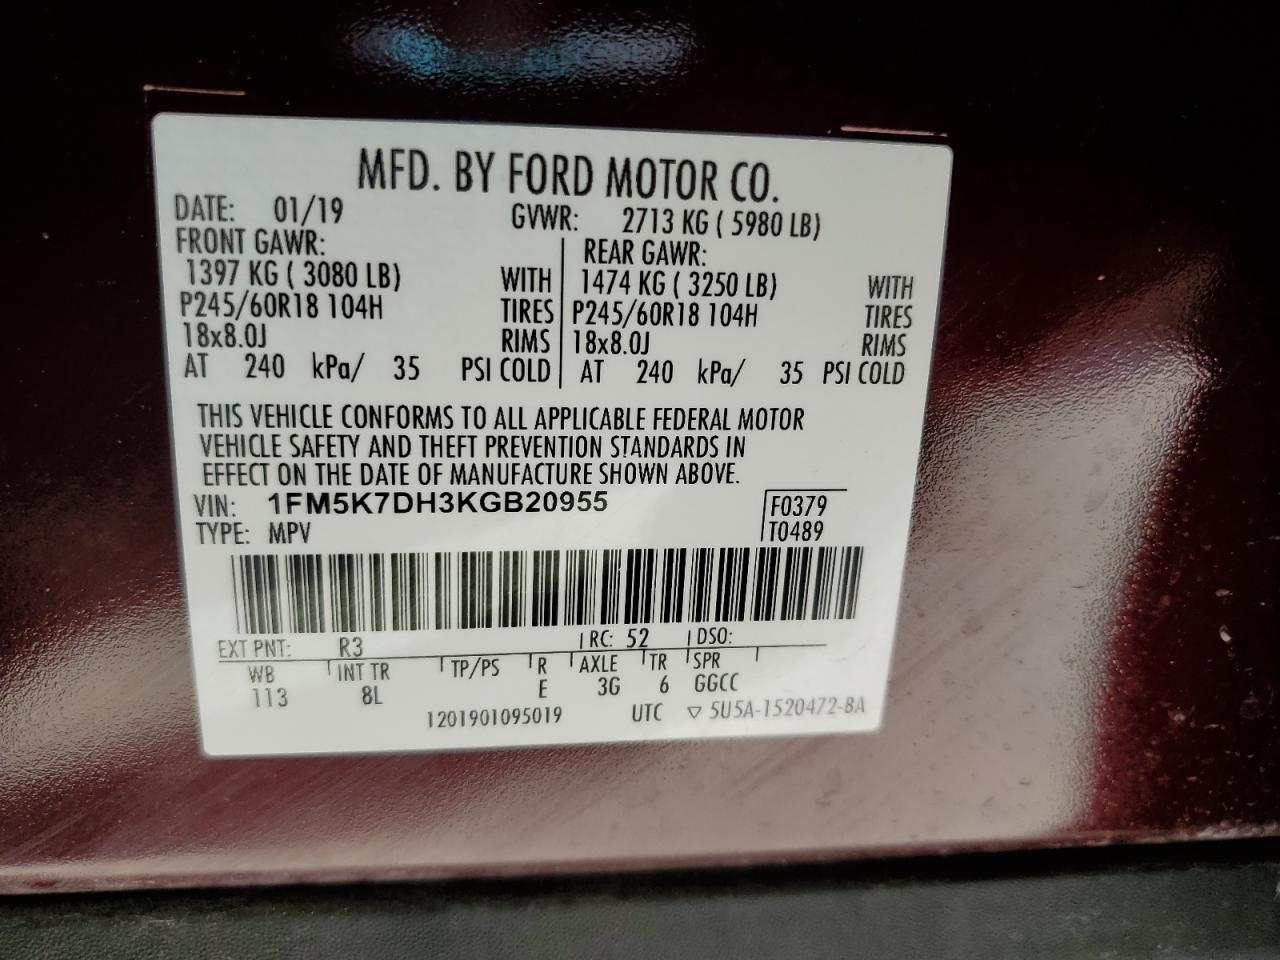 MFD. BY FORD MOTOR CO.
DATE: 01/19 GVWR: 2713 KG ( 5980 LB)
FRONT GAWR: REAR GAWR:
1397 KG ( 3080 LB) WITH 1474 KG ( 3250 LB) WITH
P245/60R18 104H TIRES P245/60R18 104H TIRES
18x8.0J RIMS 18x8.0J RIMS
AT 240 kPa/ 35 PSI COLD AT 240 kPa/ 35 PSI COLD
THIS VEHICLE CONFORMS TO ALL APPLICABLE FEDERAL MOTOR
VEHICLE SAFETY AND THEFT PREVENTION STANDARDS IN
EFFECT ON THE DATE OF MANUFACTURE SHOWN ABOVE.
VIN: 1FM5K7DH3KGB20955 F0379
TYPE: MPV T0489
EXT PNT: R3 RC: 52 DSO:
WB INT TR TP/PS R AXLE TR SPR
113 8L E 3G 6 GGCC
1201901095019 UTC ▽ 5U5A-1520472-BA